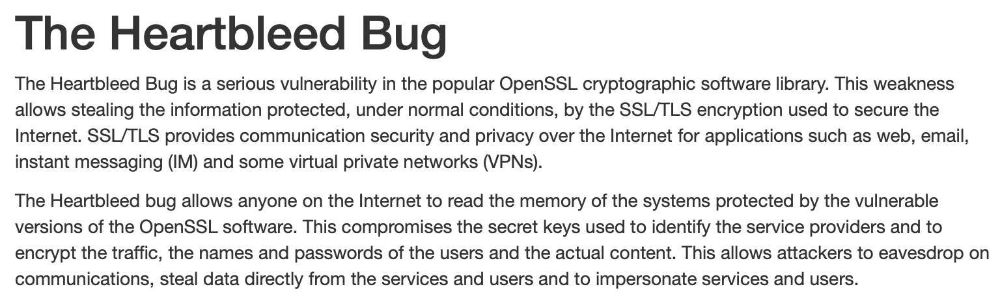 The Heartbleed Bug
The Heartbleed Bug is a serious vulnerability in the popular OpenSSL cryptographic software library. This weakness
allows stealing the information protected, under normal conditions, by the SSL/TLS encryption used to secure the
Internet. SSL/TLS provides communication security and privacy over the Internet for applications such as web, email,
instant messaging (IM) and some virtual private networks (VPNs).
The Heartbleed bug allows anyone on the Internet to read the memory of the systems protected by the vulnerable
versions of the OpenSSL software. This compromises the secret keys used to identify the service providers and to
encrypt the traffic, the names and passwords of the users and the actual content. This allows attackers to eavesdrop on
communications, steal data directly from the services and users and to impersonate services and users.